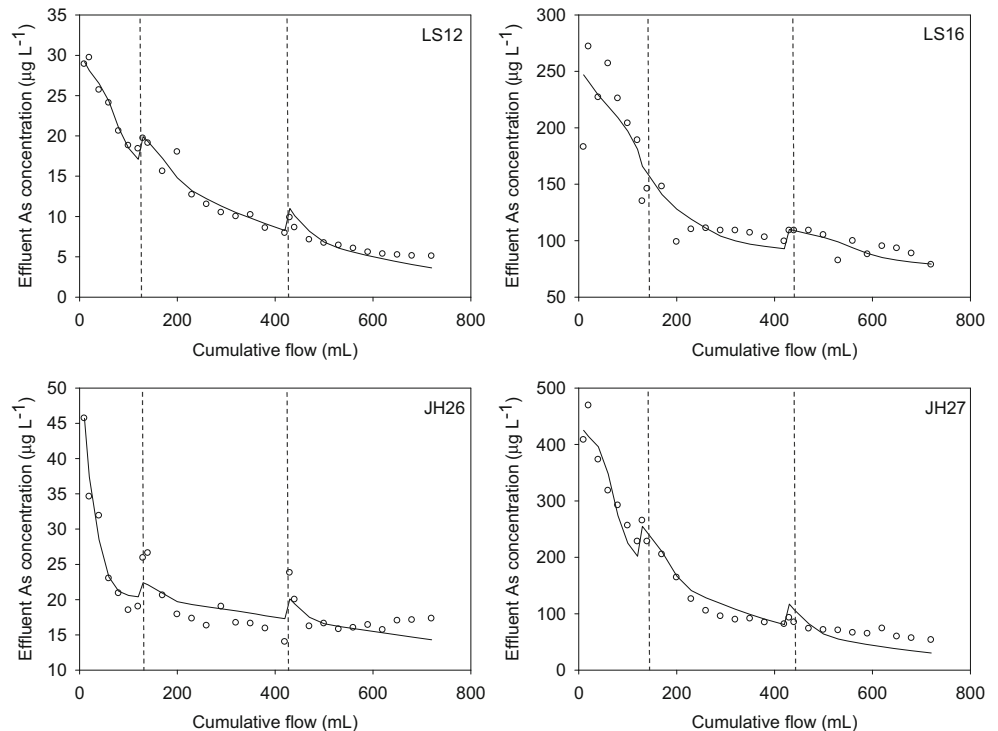 LS12
Effluent As concentration (μg L⁻¹)
35
30
25
20
15
10
5
0
0 200 400 600 800
Cumulative flow (mL)
LS16
Effluent As concentration (μg L⁻¹)
300
250
200
150
100
50
0 200 400 600 800
Cumulative flow (mL)
JH26
Effluent As concentration (μg L⁻¹)
50
45
40
35
30
25
20
15
10
0 200 400 600 800
Cumulative flow (mL)
JH27
Effluent As concentration (μg L⁻¹)
500
400
300
200
100
0
0 200 400 600 800
Cumulative flow (mL)